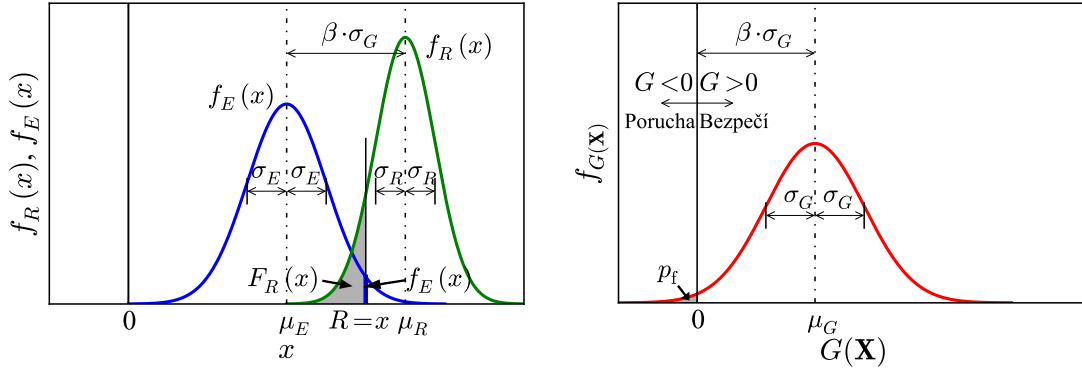 f_R(x), f_E(x)
β·σ_G
f_R(x)
f_E(x)
σ_E σ_E
σ_R σ_R
F_R(x)
f_E(x)
0 μ_E R=x μ_R
x
f_G(𝐗)
β·σ_G
G<0 G>0
Porucha Bezpečí
σ_G σ_G
p_f
0 μ_G
G(𝐗)